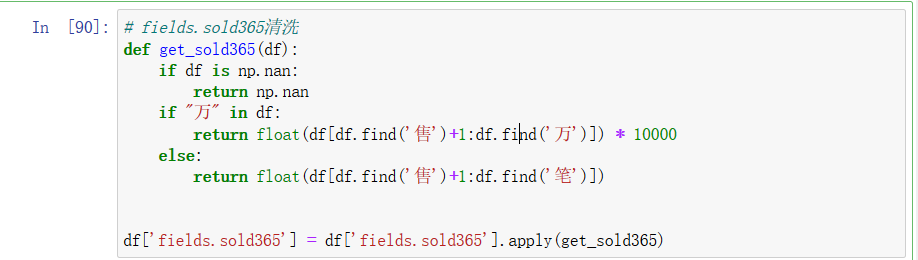 In [90]: # fields.sold365清洗
def get_sold365(df):
    if df is np.nan:
        return np.nan
    if "万" in df:
        return float(df[df.find('售')+1:df.find('万')]) * 10000
    else:
        return float(df[df.find('售')+1:df.find('笔')])
df['fields.sold365'] = df['fields.sold365'].apply(get_sold365)